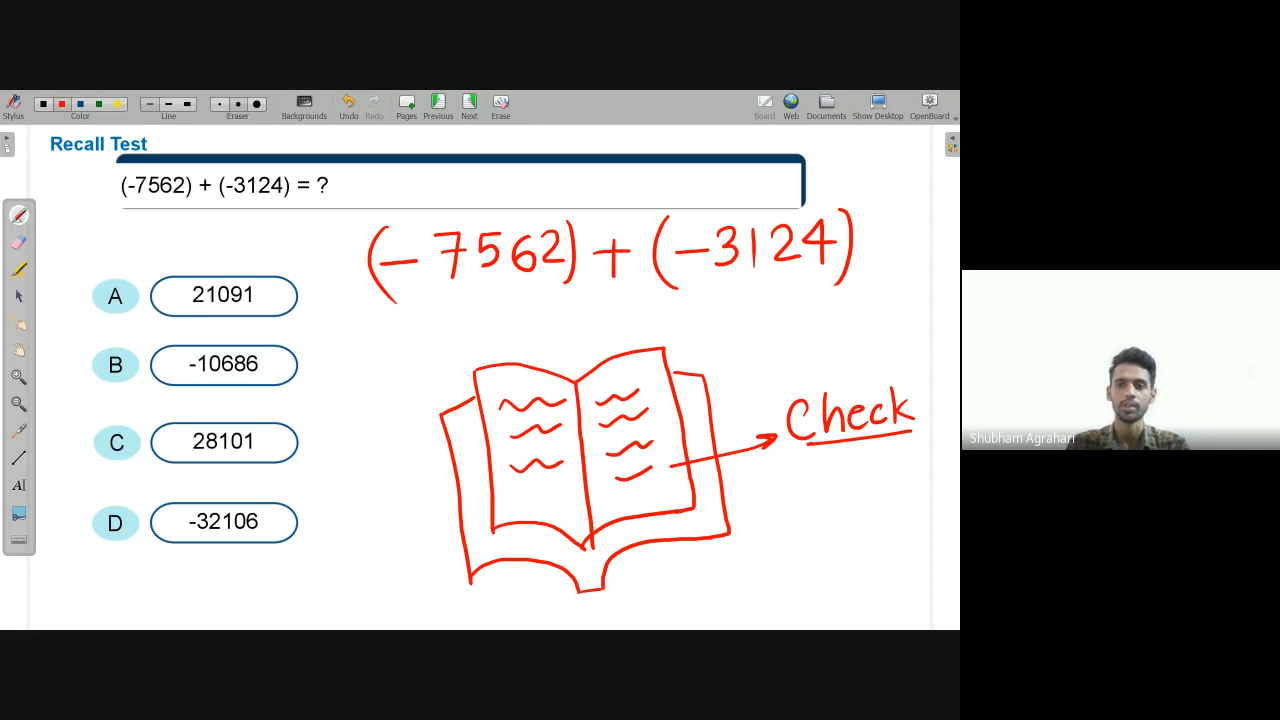 Stylus
Color
Line
Eraser
Backgrounds
Undo
Redo
Pages
Previous
Next
Erase
Board
Web
Documents
Show Desktop
OpenBoard
Recall Test
(-7562) + (-3124) = ?
(-7562) + (-3124)
A 21091
B -10686
C 28101
D -32106
Check
Shubham Agrahari